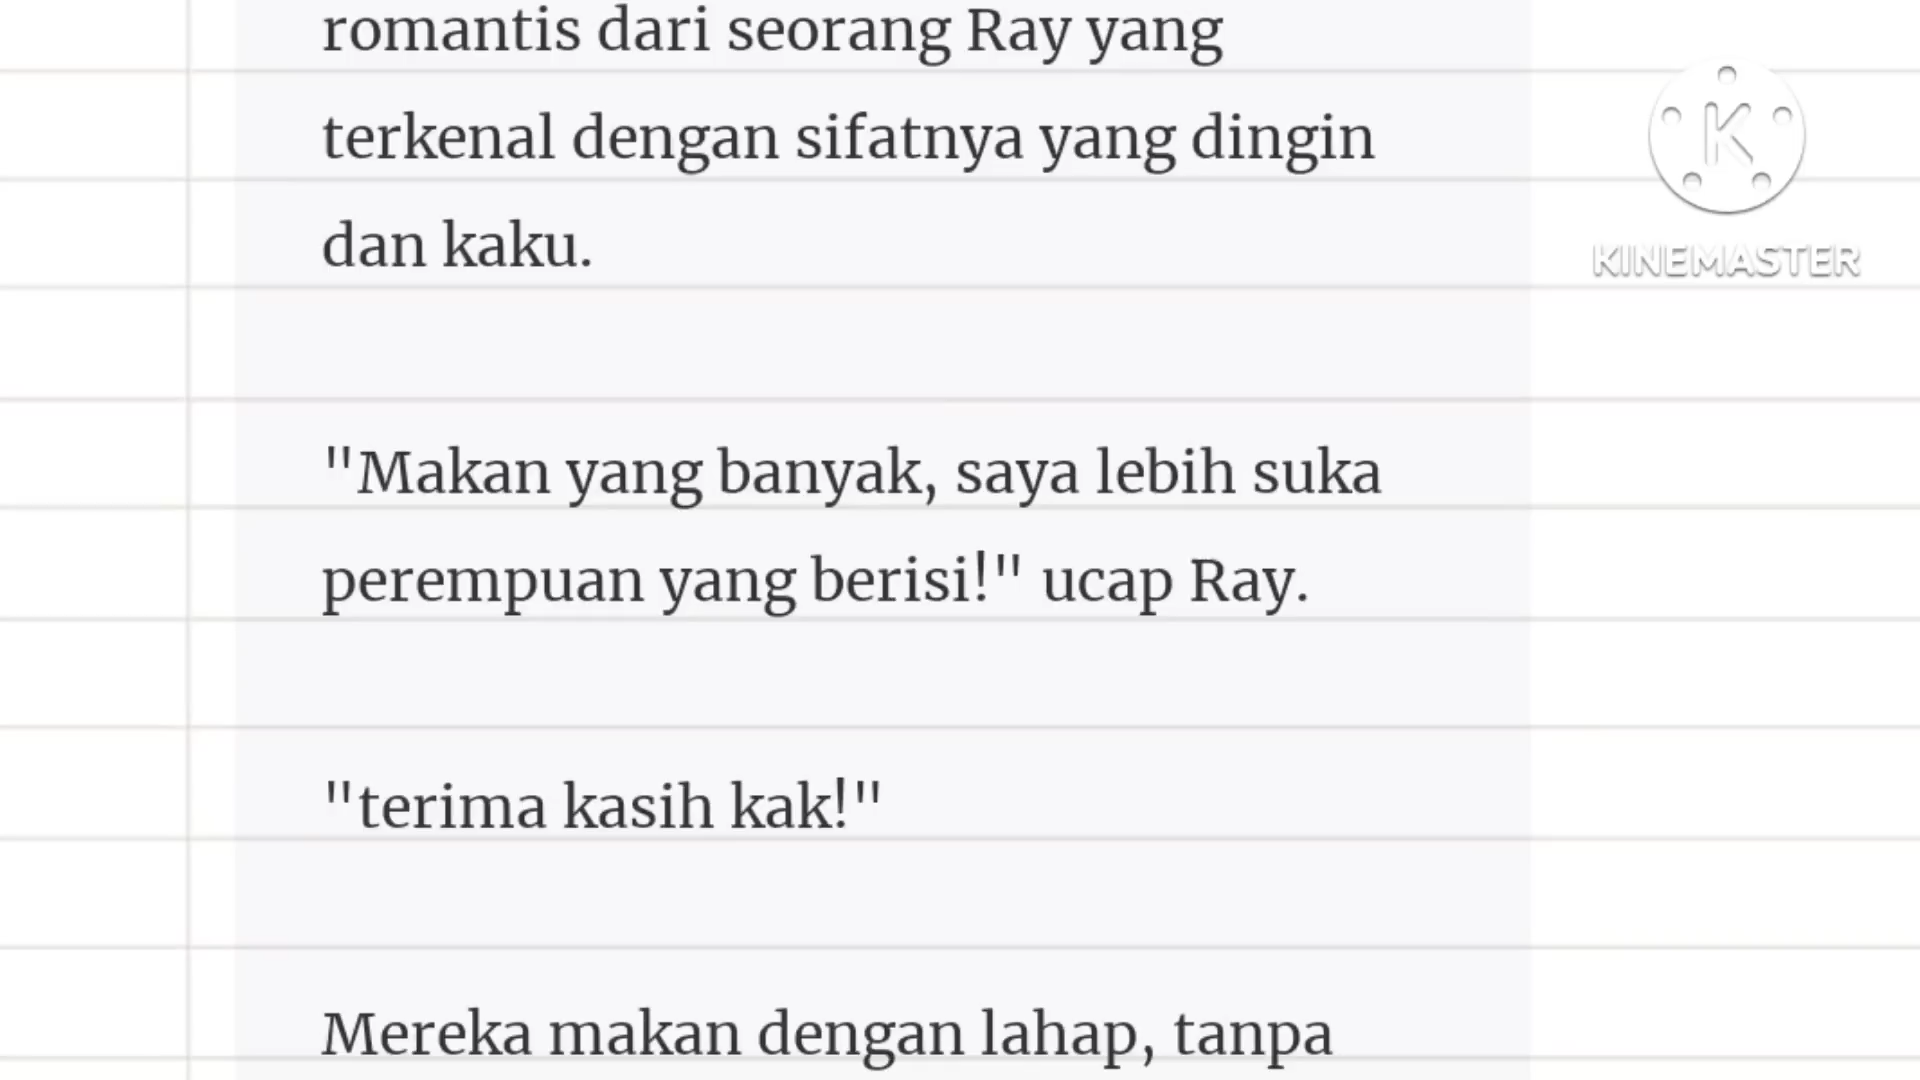 romantis dari seorang Ray yang
terkenal dengan sifatnya yang dingin
dan kaku.
"Makan yang banyak, saya lebih suka
perempuan yang berisi!" ucap Ray.
"terima kasih kak!"
Mereka makan dengan lahap, tanpa
K
KINEMASTER